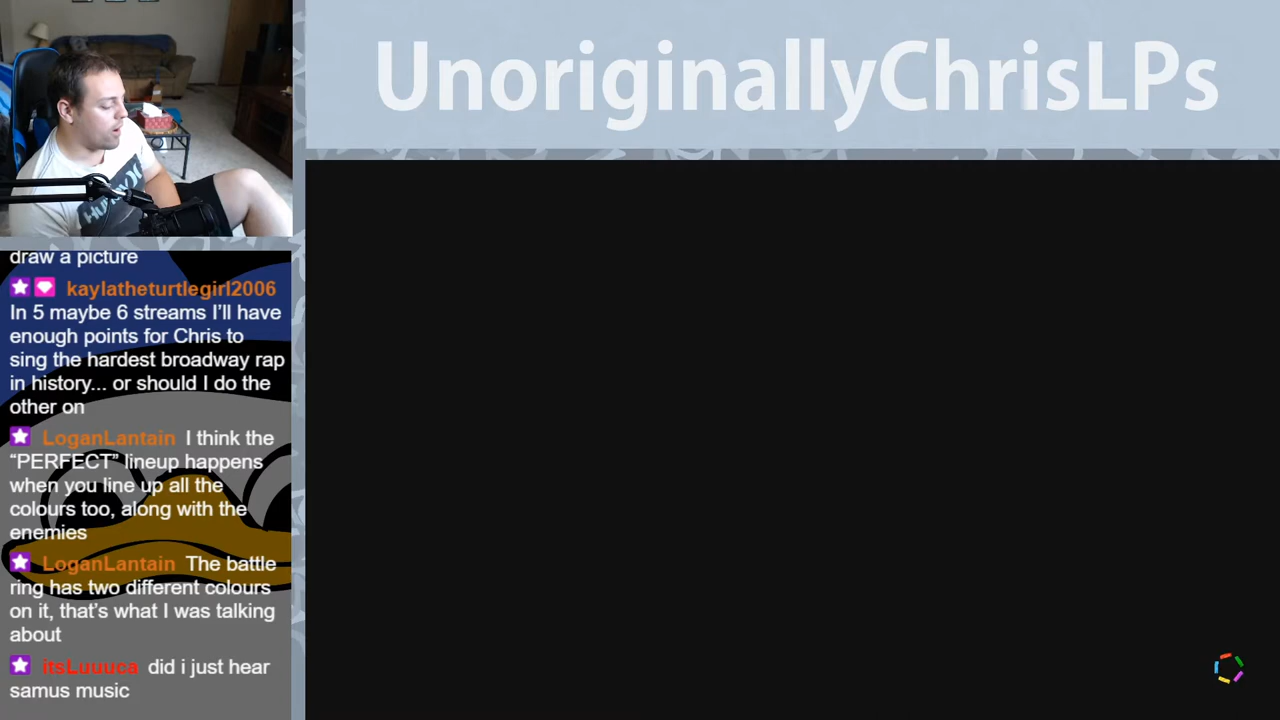 UnoriginallyChrisLPs
draw a picture
kaylatheturtlegirl2006
In 5 maybe 6 streams I’ll have
enough points for Chris to
sing the hardest broadway rap
in history... or should I do the
other on
LoganLantain I think the
“PERFECT” lineup happens
when you line up all the
colours too, along with the
enemies
LoganLantain The battle
ring has two different colours
on it, that’s what I was talking
about
itsLuuuca did i just hear
samus music